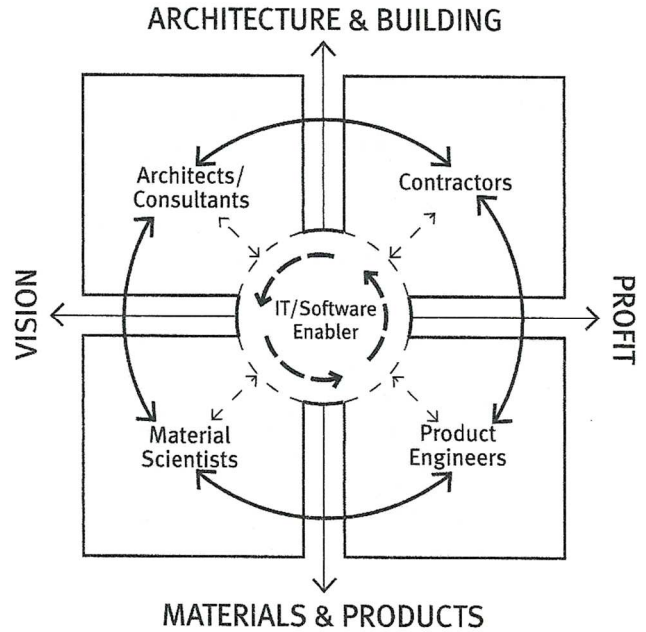 ARCHITECTURE & BUILDING
Architects/
Consultants
Contractors
VISION
IT/Software
Enabler
PROFIT
Material
Scientists
Product
Engineers
MATERIALS & PRODUCTS